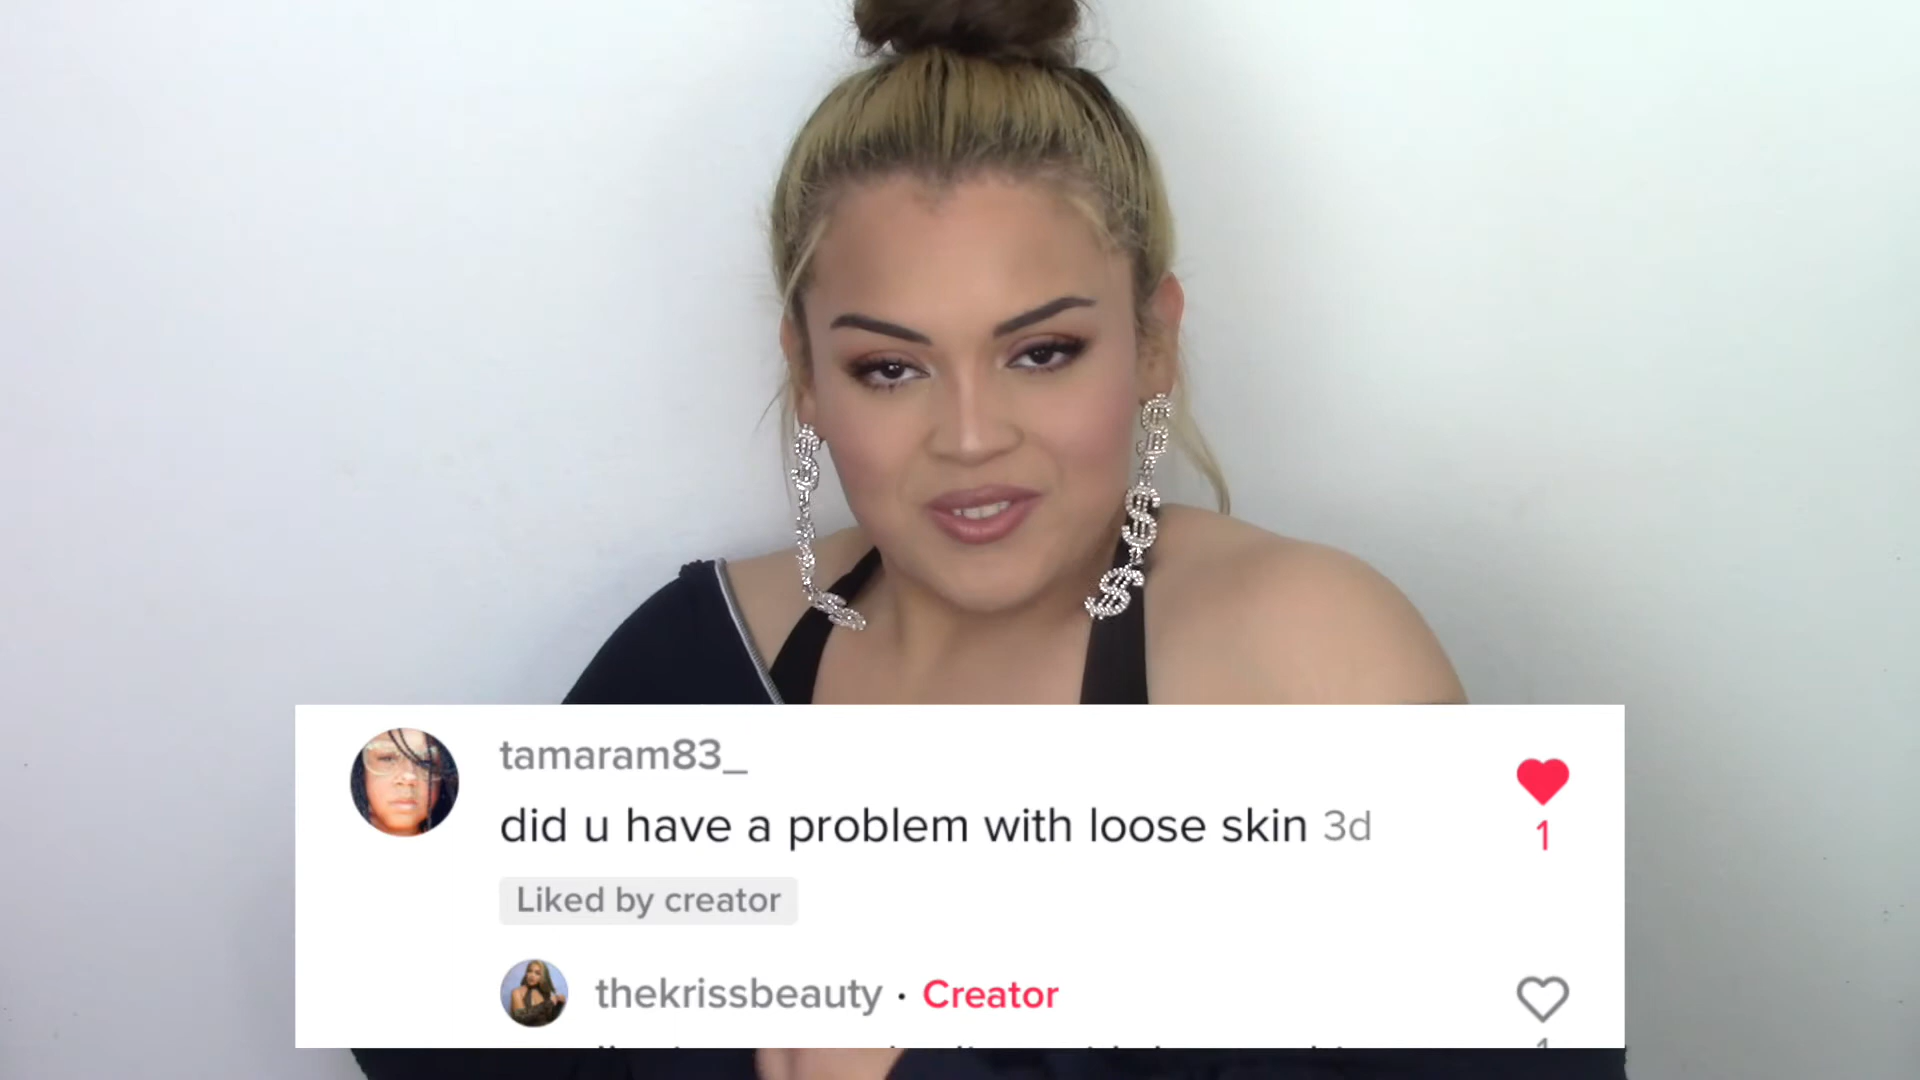 tamaram83_
did u have a problem with loose skin 3d
1
Liked by creator
thekrissbeauty · Creator